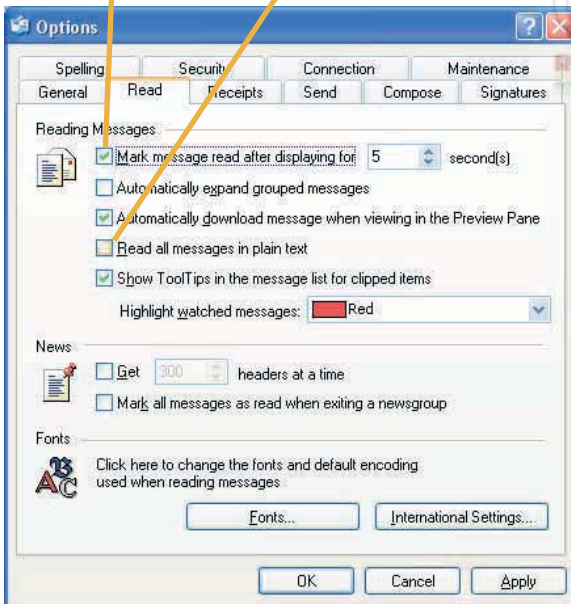 Options
Spelling Security Connection Maintenance
General Read Receipts Send Compose Signatures
Reading Messages
Mark message read after displaying for 5 second(s)
Automatically expand grouped messages
Automatically download message when viewing in the Preview Pane
Read all messages in plain text
Show ToolTips in the message list for clipped items
Highlight watched messages: Red
News
Get 300 headers at a time
Mark all messages as read when exiting a newsgroup
Fonts
Click here to change the fonts and default encoding
used when reading messages
Fonts... International Settings...
OK Cancel Apply